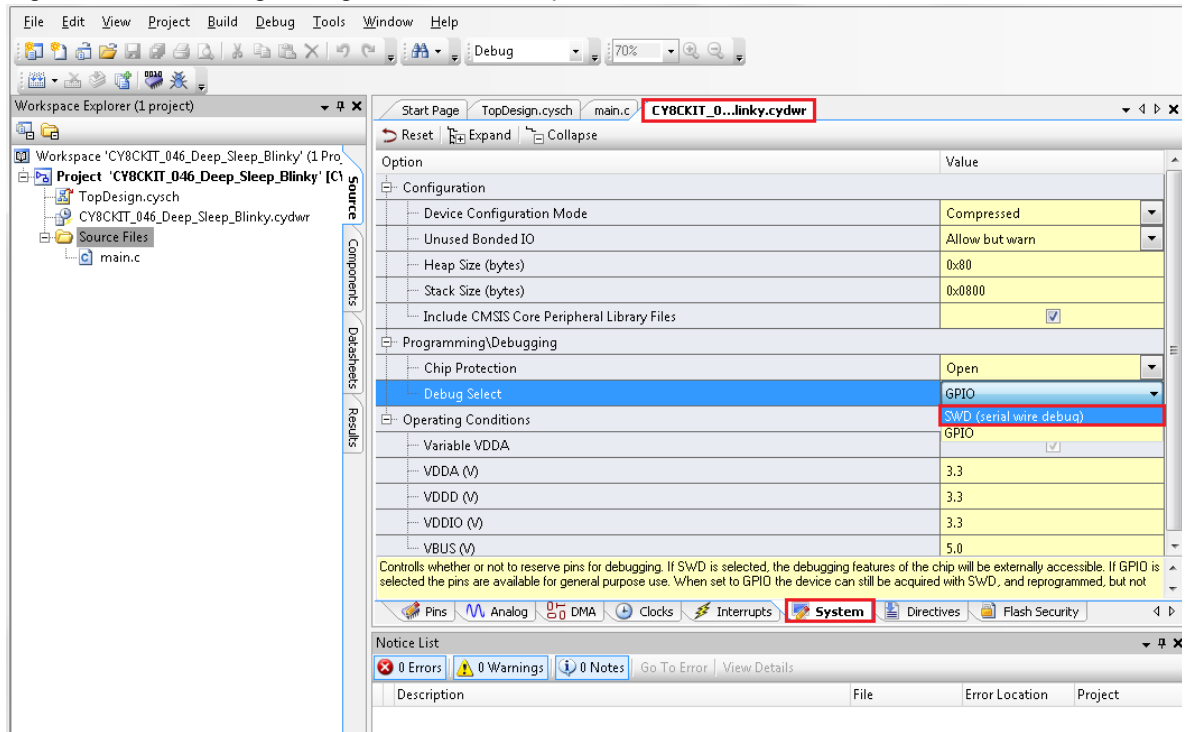 File Edit View Project Build Debug Tools Window Help
Debug 70%
Workspace Explorer (1 project)
Start Page TopDesign.cysch main.c CY8CKIT_0...linky.cydwr
Reset Expand Collapse
Workspace 'CY8CKIT_046_Deep_Sleep_Blinky' (1 Pro
Project 'CY8CKIT_046_Deep_Sleep_Blinky' [CY
TopDesign.cysch
CY8CKIT_046_Deep_Sleep_Blinky.cydwr
Source Files
main.c
Source
Components
Datasheets
Results
Option Value
Configuration
Device Configuration Mode Compressed
Unused Bonded IO Allow but warn
Heap Size (bytes) 0x80
Stack Size (bytes) 0x0800
Include CMSIS Core Peripheral Library Files
Programming\Debugging
Chip Protection Open
Debug Select GPIO
SWD (serial wire debug)
GPIO
Operating Conditions
Variable VDDA
VDDA (V) 3.3
VDDD (V) 3.3
VDDIO (V) 3.3
VBUS (V) 5.0
Controlls whether or not to reserve pins for debugging. If SWD is selected, the debugging features of the chip will be externally accessible. If GPIO is
selected the pins are available for general purpose use. When set to GPIO the device can still be acquired with SWD, and reprogrammed, but not
Pins Analog DMA Clocks Interrupts System Directives Flash Security
Notice List
0 Errors 0 Warnings 0 Notes Go To Error View Details
Description File Error Location Project